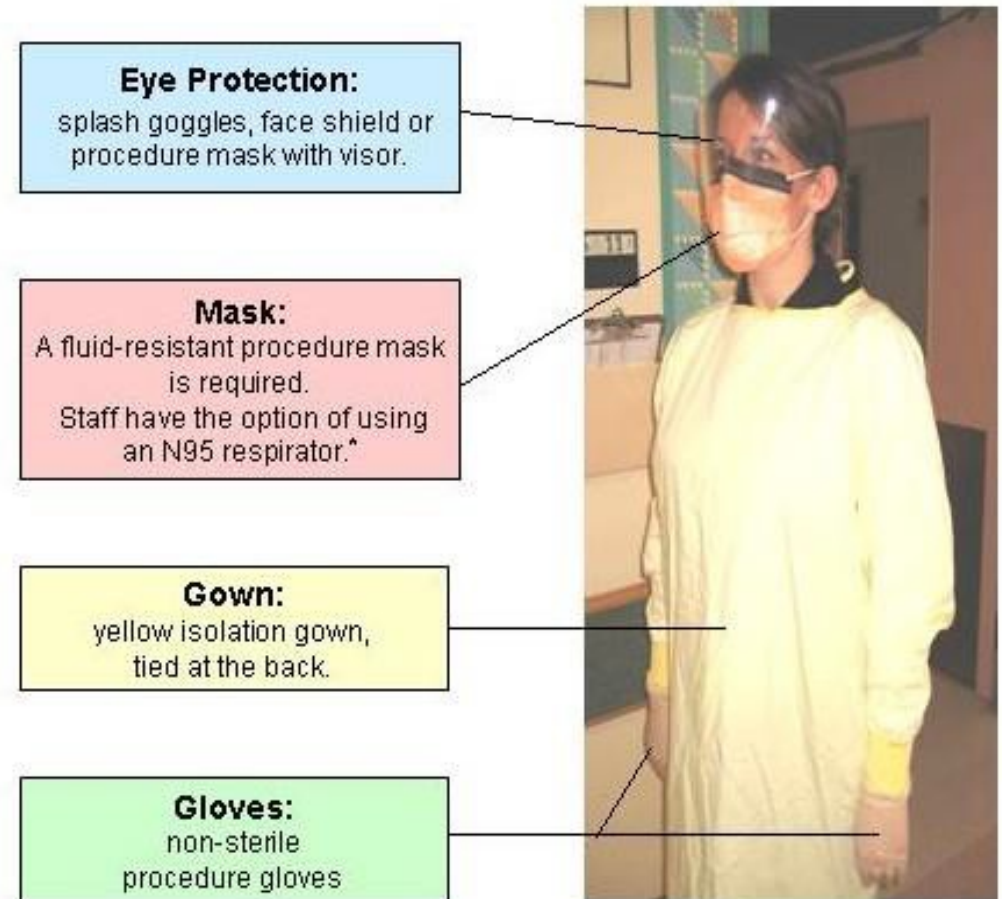 Eye Protection:
splash goggles, face shield or
procedure mask with visor.
Mask:
A fluid-resistant procedure mask
is required.
Staff have the option of using
an N95 respirator.*
Gown:
yellow isolation gown,
tied at the back.
Gloves:
non-sterile
procedure gloves